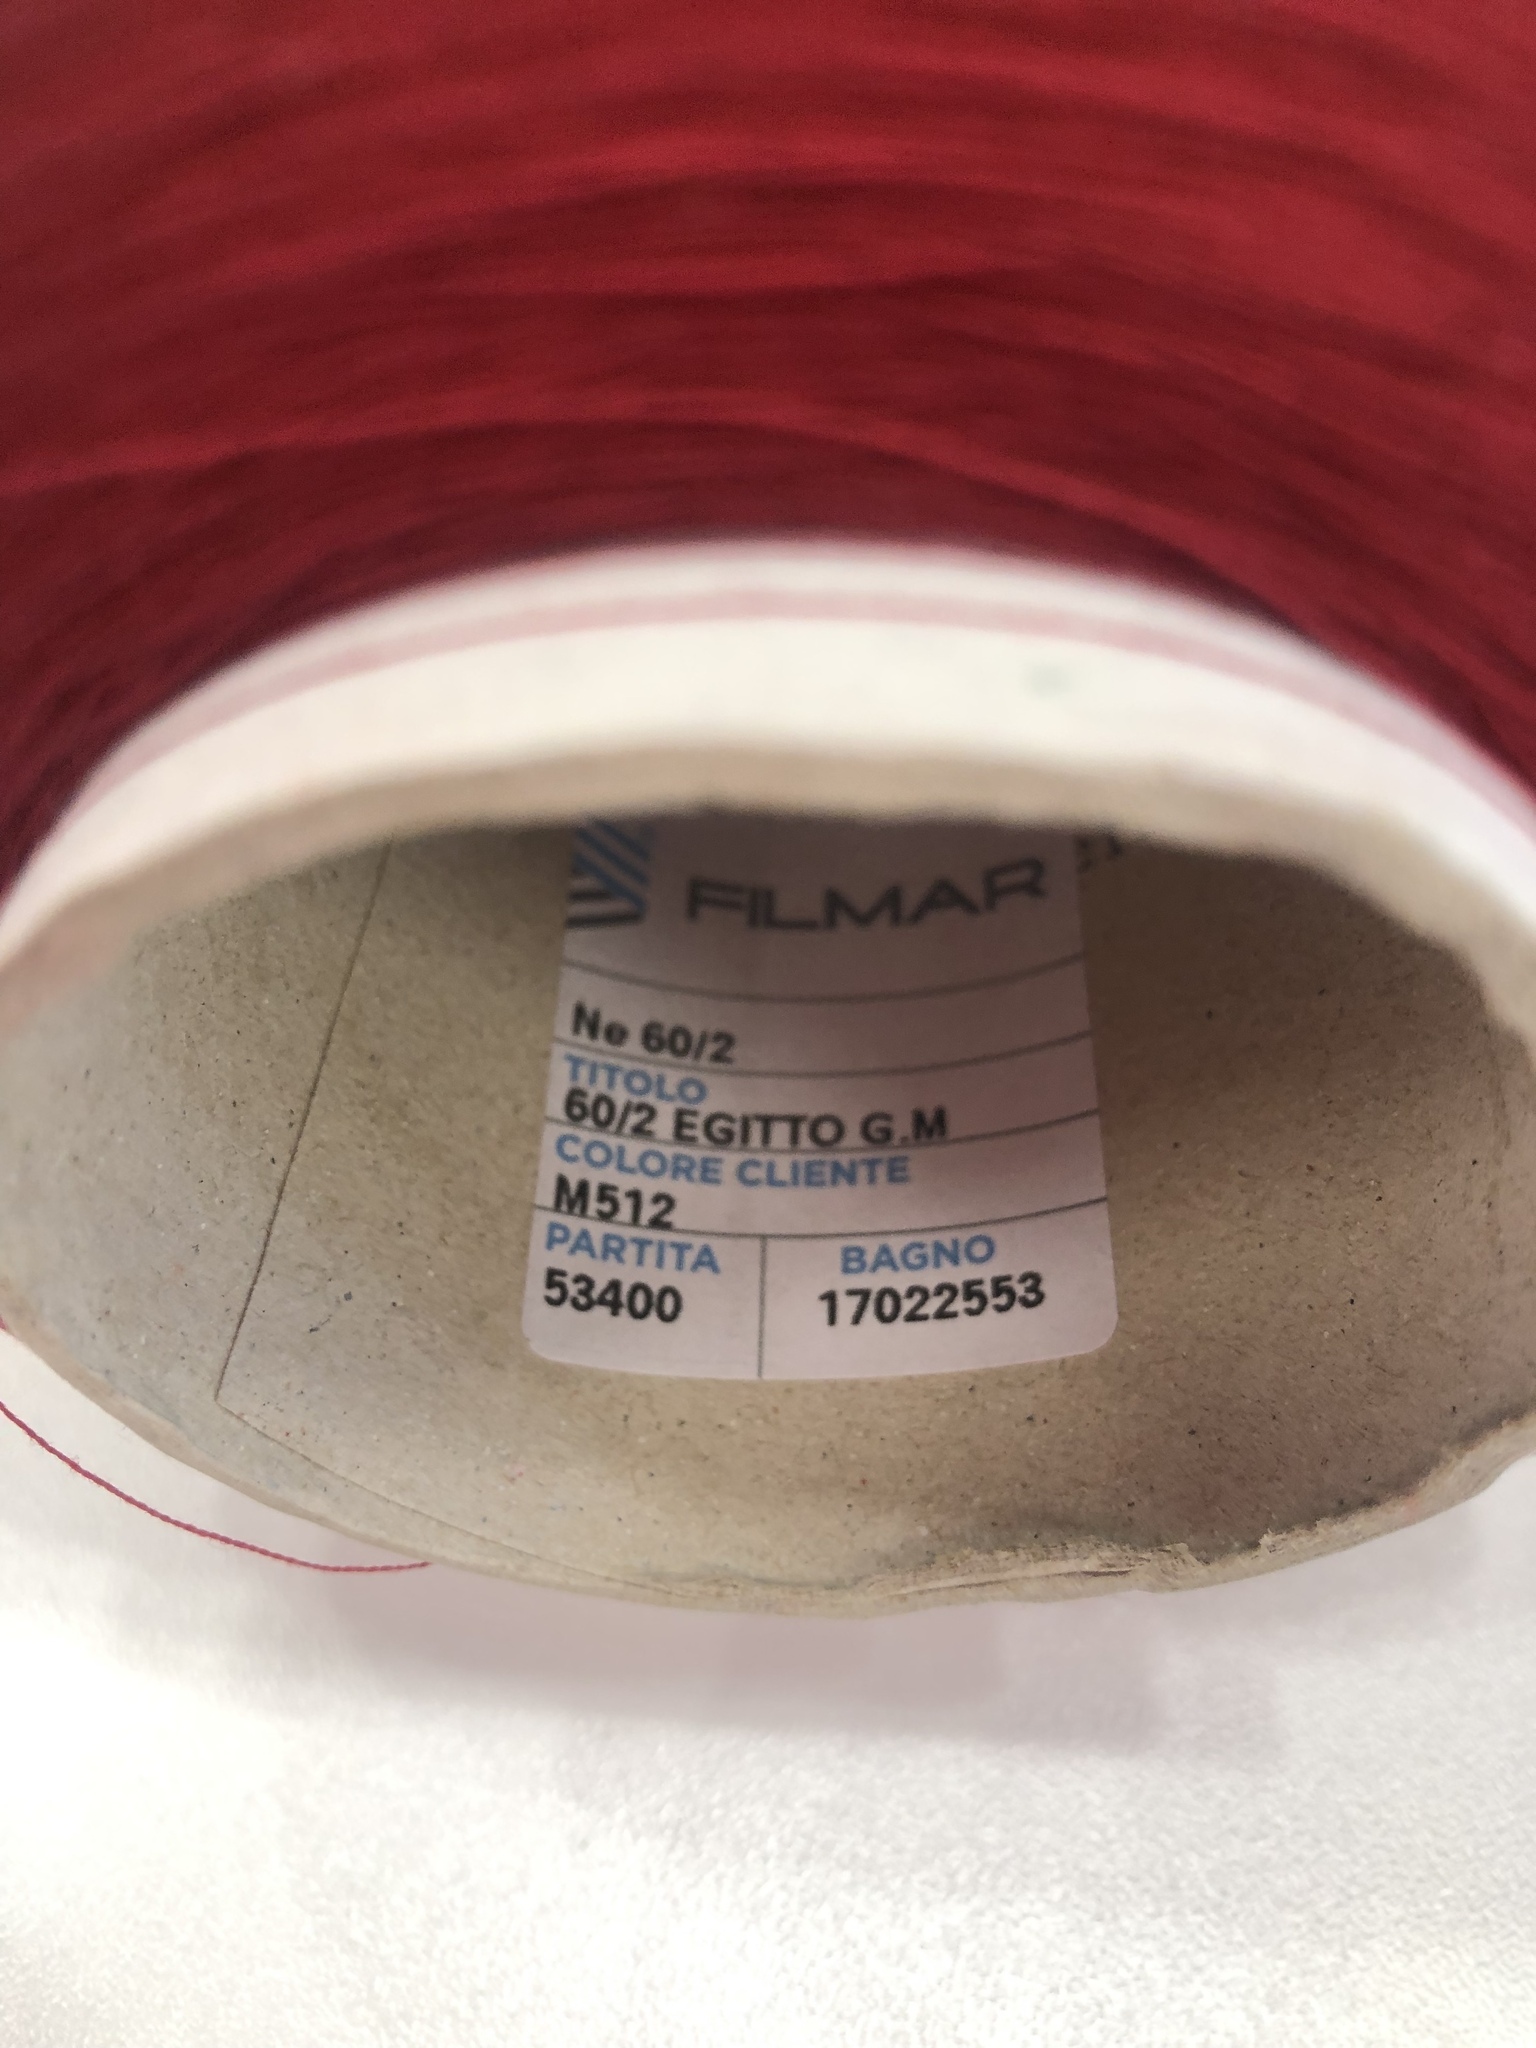 FILMAR
Ne 60/2
TITOLO
60/2 EGITTO G.M
COLORE CLIENTE
M512
PARTITA BAGNO
53400 17022553